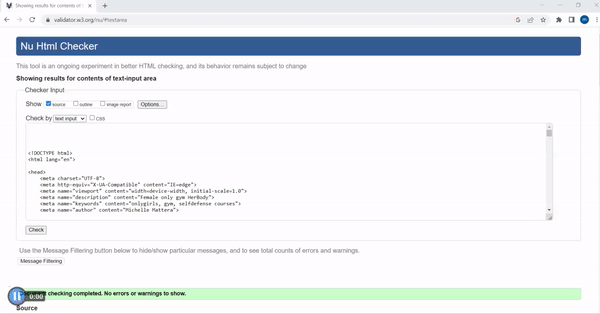 Showing results for contents of t
validator.w3.org/nu/#textarea
Nu Html Checker
This tool is an ongoing experiment in better HTML checking, and its behavior remains subject to change
Showing results for contents of text-input area
Checker Input
Show source outline image report Options...
Check by text input css
<!DOCTYPE html>
<html lang="en">
<head>
<meta charset="UTF-8">
<meta http-equiv="X-UA-Compatible" content="IE=edge">
<meta name="viewport" content="width=device-width, initial-scale=1.0">
<meta name="description" content="Female only gym HerBody">
<meta name="keywords" content="onlygirls, gym, selfdefense courses">
<meta name="author" content="Michelle Mattera">
Check
Use the Message Filtering button below to hide/show particular messages, and to see total counts of errors and warnings.
Message Filtering
checking completed. No errors or warnings to show.
0:00
Source